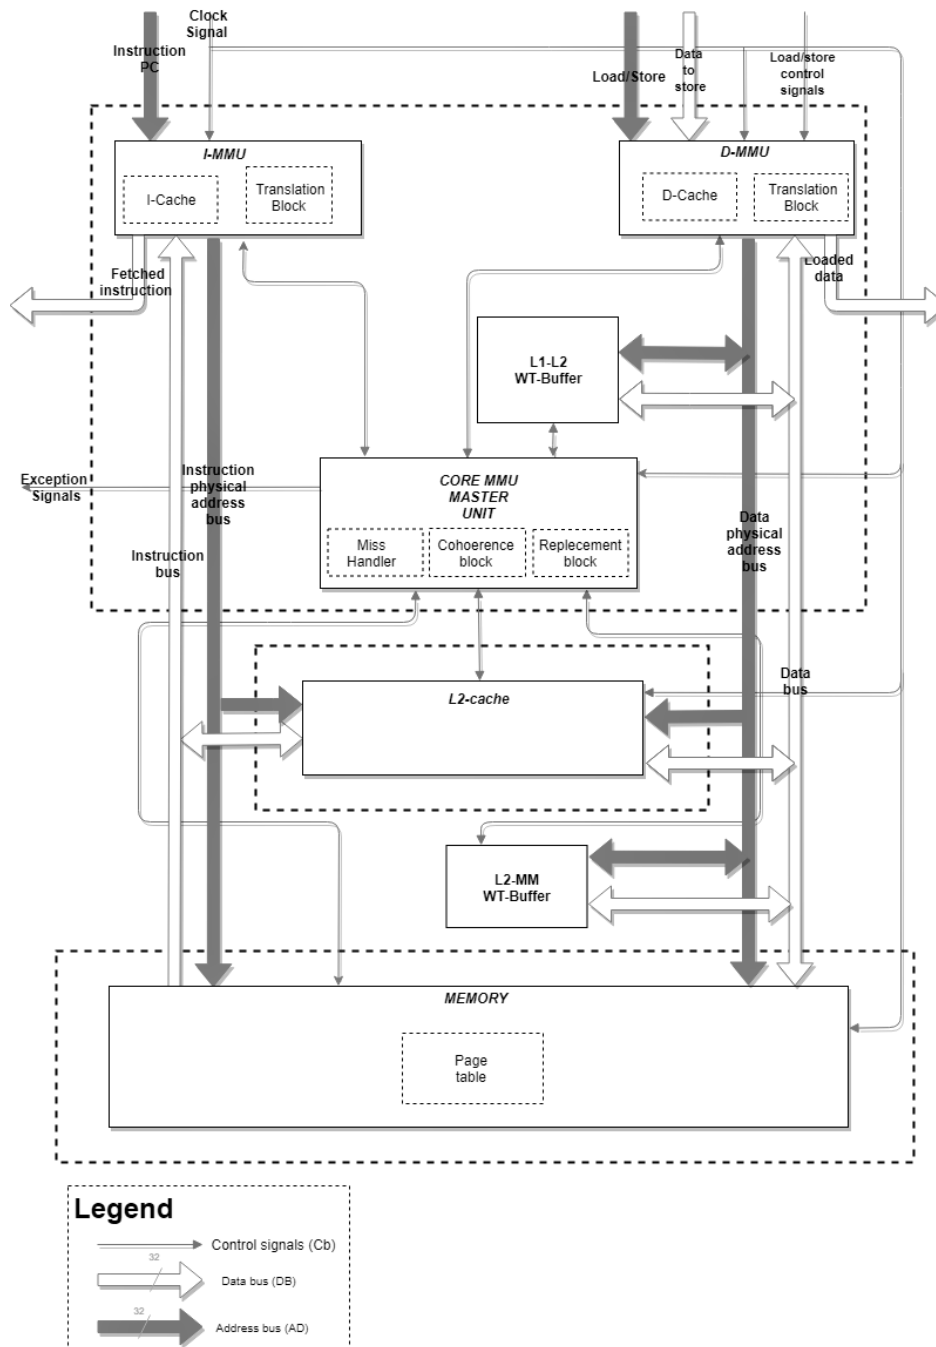 Clock
Signal
Instruction
PC
Load/Store
Data
to
store
Load/store
control
signals
I-MMU
I-Cache
Translation
Block
D-MMU
D-Cache
Translation
Block
Fetched
instruction
Loaded
data
L1-L2
WT-Buffer
Exception
Signals
Instruction
physical
address
bus
CORE MMU
MASTER
UNIT
Miss
Handler
Cohoerence
block
Replecement
block
Data
physical
address
bus
Instruction
bus
L2-cache
Data
bus
L2-MM
WT-Buffer
MEMORY
Page
table
Legend
Control signals (Cb)
32
Data bus (DB)
32
Address bus (AD)